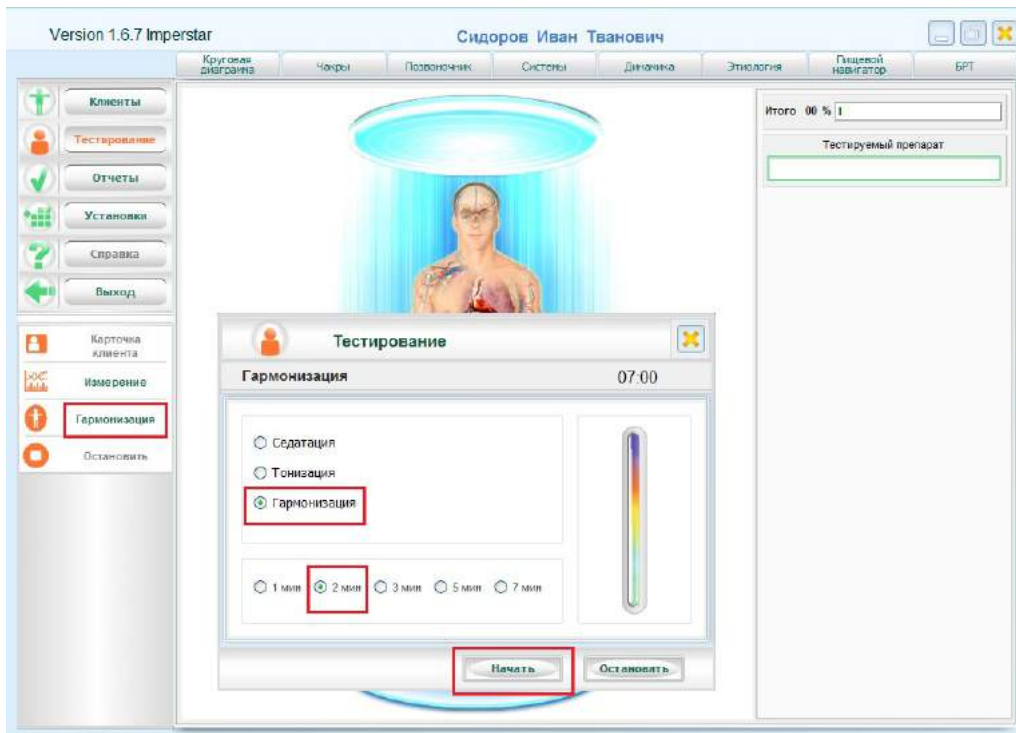 Version 1.6.7 Imperstar
Сидоров Иван Тванович
Круговая
диаграмма
Чакры
Позвоночник
Системы
Динамика
Этиология
Пищевой
навигатор
БРТ
Клиенты
Тестирование
Отчеты
Установки
Справка
Выход
Карточка
клиента
Измерение
Гармонизация
Остановить
Итого 00 %
Тестируемый препарат
Тестирование
Гармонизация 07:00
Седатация
Тонизация
Гармонизация
1 мин 2 мин 3 мин 5 мин 7 мин
Начать Остановить